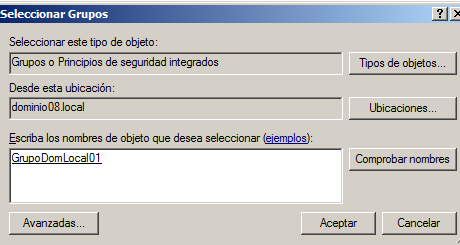 Seleccionar Grupos
Seleccionar este tipo de objeto:
Grupos o Principios de seguridad integrados
Tipos de objetos...
Desde esta ubicación:
dominio08.local
Ubicaciones...
Escriba los nombres de objeto que desea seleccionar (ejemplos):
GrupoDomLocal01
Comprobar nombres
Avanzadas...
Aceptar
Cancelar